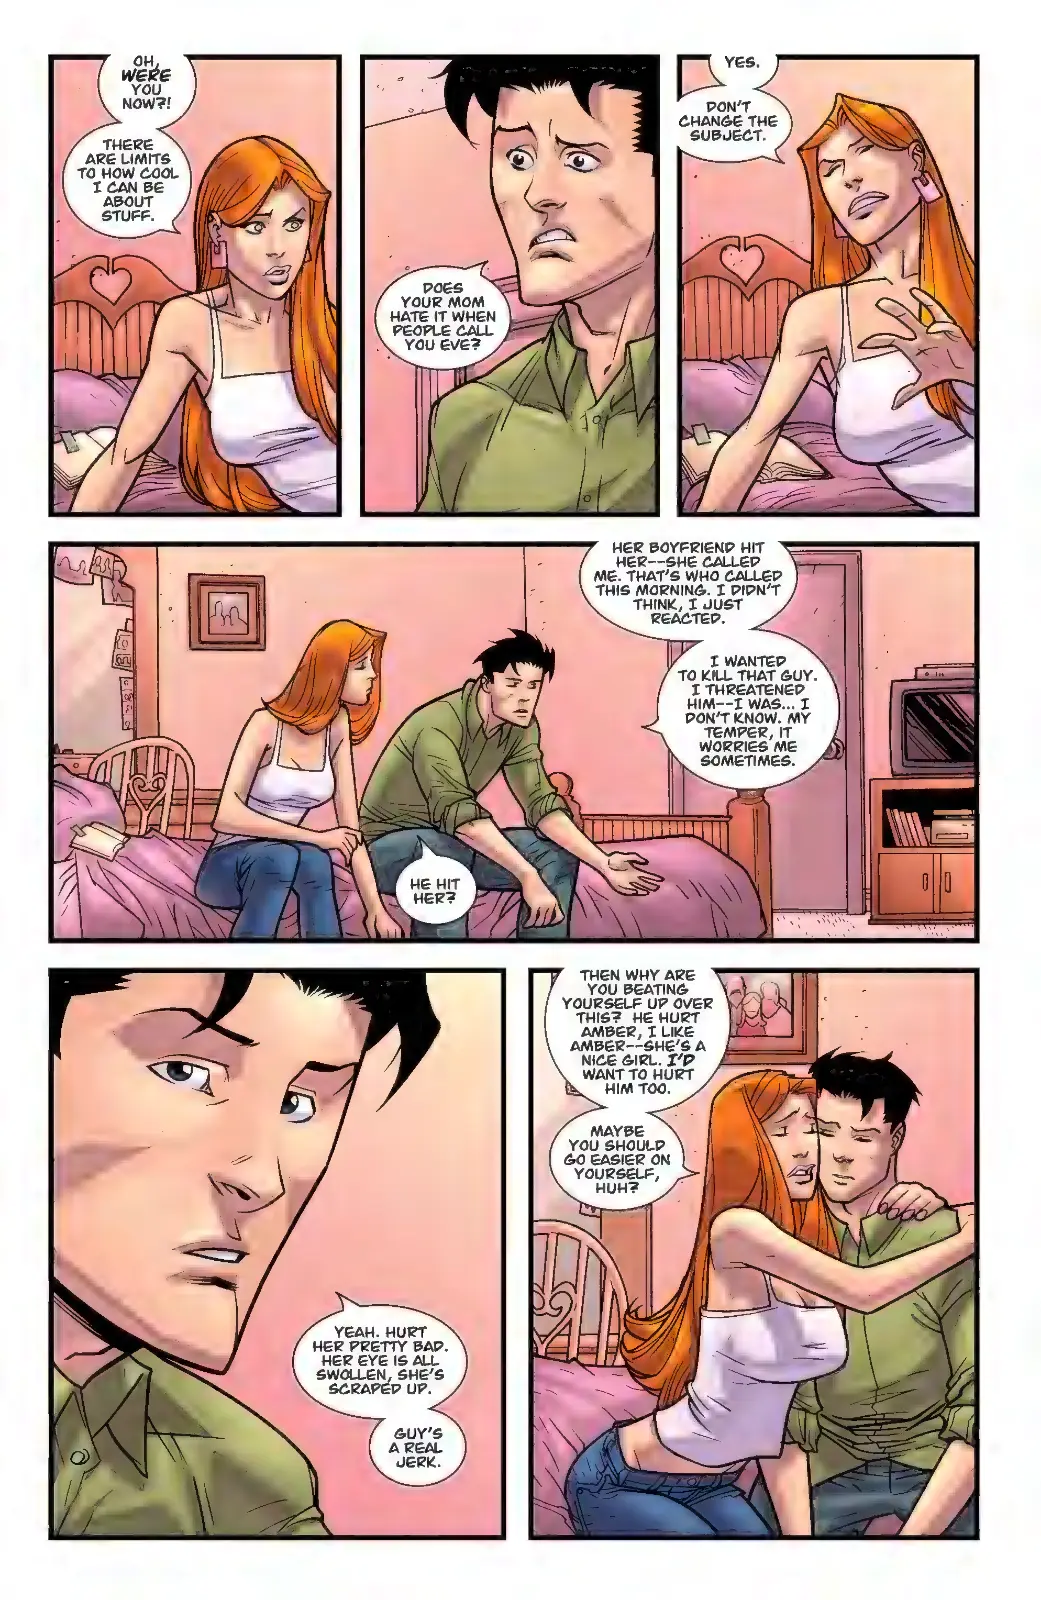 OH,
WERE
YOU
NOW?!
THERE
ARE LIMITS
TO HOW COOL
I CAN BE
ABOUT
STUFF.
DOES
YOUR MOM
HATE IT WHEN
PEOPLE CALL
YOU EVE?
YES.
DON'T
CHANGE THE
SUBJECT.
HER BOYFRIEND HIT
HER--SHE CALLED
ME. THAT'S WHO CALLED
THIS MORNING. I DIDN'T
THINK, I JUST
REACTED.
I WANTED
TO KILL THAT GUY.
I THREATENED
HIM--I WAS... I
DON'T KNOW. MY
TEMPER, IT
WORRIES ME
SOMETIMES.
HE HIT
HER?
YEAH. HURT
HER PRETTY BAD.
HER EYE IS ALL
SWOLLEN, SHE'S
SCRAPED UP.
GUY'S
A REAL
JERK.
THEN WHY ARE
YOU BEATING
YOURSELF UP OVER
THIS? HE HURT
AMBER, I LIKE
AMBER--SHE'S A
NICE GIRL. I'D
WANT TO HURT
HIM TOO.
MAYBE
YOU SHOULD
GO EASIER ON
YOURSELF,
HUH?